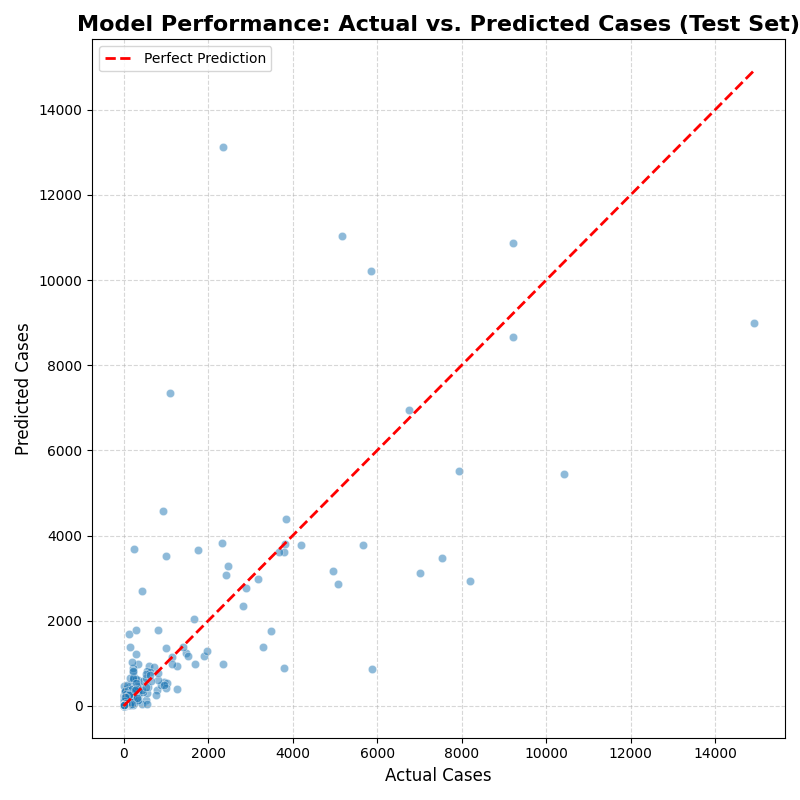 Model Performance: Actual vs. Predicted Cases (Test Set)
Perfect Prediction
14000
12000
10000
8000
6000
4000
2000
0
Predicted Cases
0 2000 4000 6000 8000 10000 12000 14000
Actual Cases